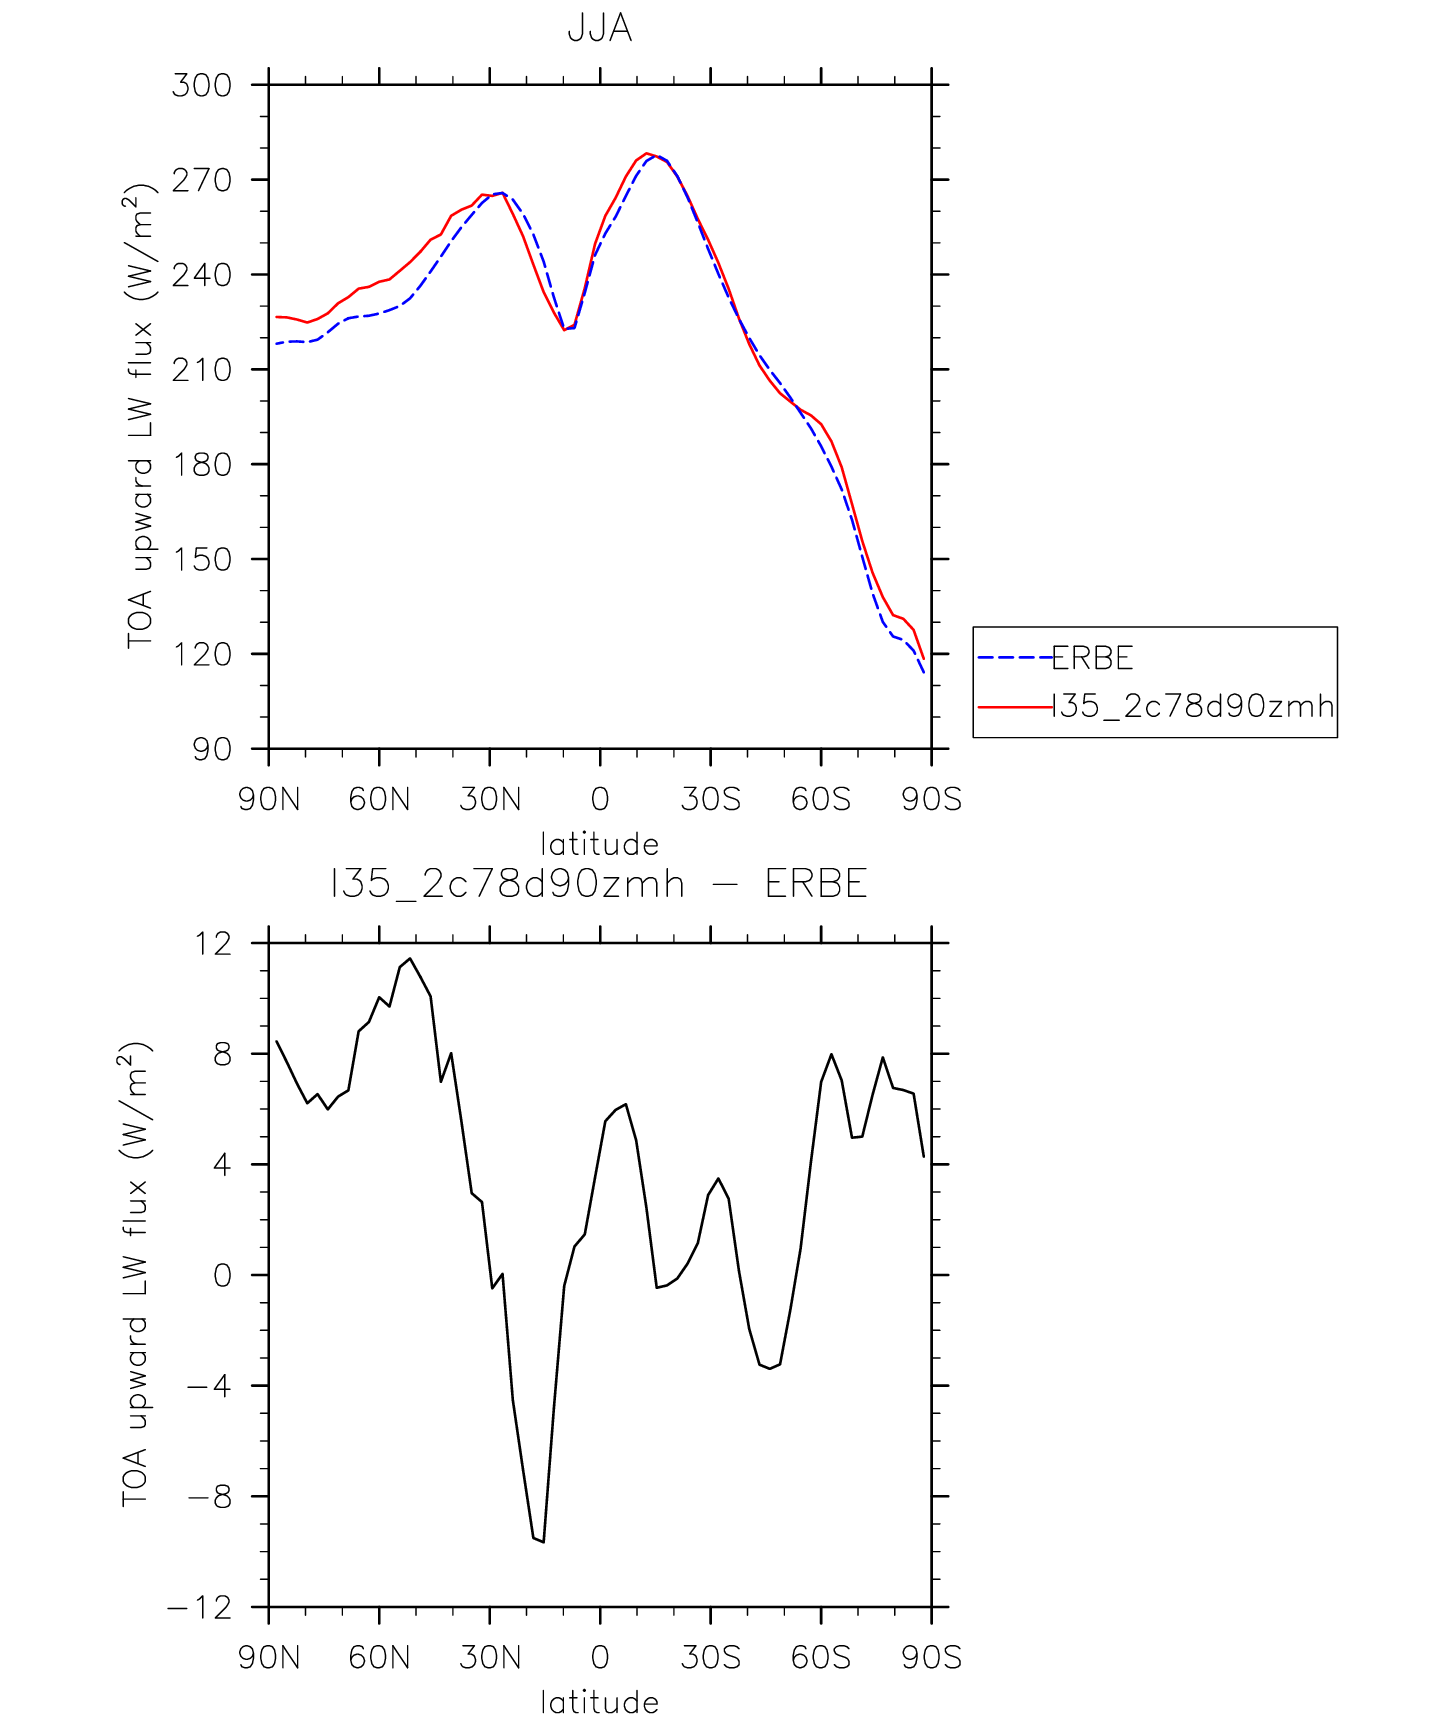 JJA
300
270
240
210
180
150
120
90
TOA upward LW flux (W/m²)
90N 60N 30N 0 30S 60S 90S
latitude
ERBE
I35_2c78d90zmh
I35_2c78d90zmh − ERBE
12
8
4
0
−4
−8
−12
TOA upward LW flux (W/m²)
90N 60N 30N 0 30S 60S 90S
latitude